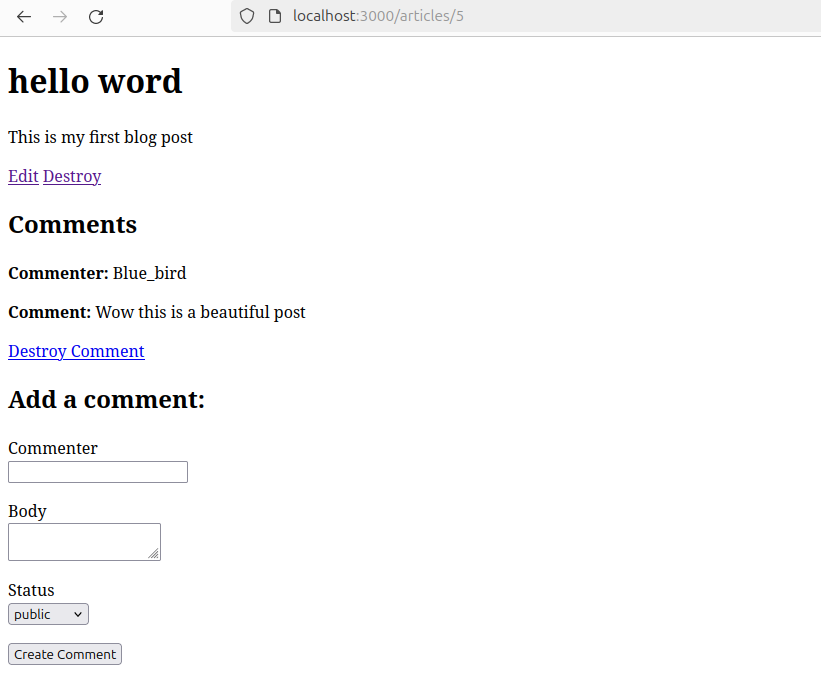 localhost:3000/articles/5
hello word
This is my first blog post
Edit Destroy
Comments
Commenter: Blue_bird
Comment: Wow this is a beautiful post
Destroy Comment
Add a comment:
Commenter
Body
Status
public
Create Comment